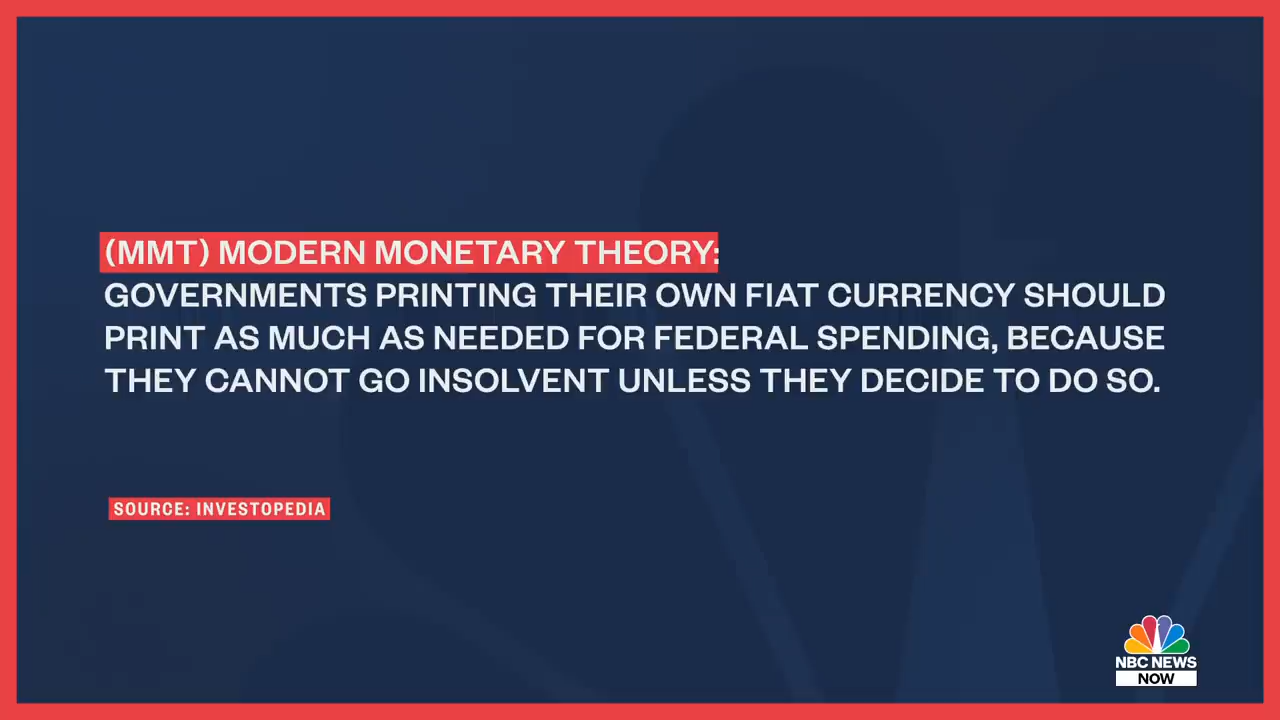 (MMT) MODERN MONETARY THEORY:
GOVERNMENTS PRINTING THEIR OWN FIAT CURRENCY SHOULD
PRINT AS MUCH AS NEEDED FOR FEDERAL SPENDING, BECAUSE
THEY CANNOT GO INSOLVENT UNLESS THEY DECIDE TO DO SO.
SOURCE: INVESTOPEDIA
NBC NEWS
NOW